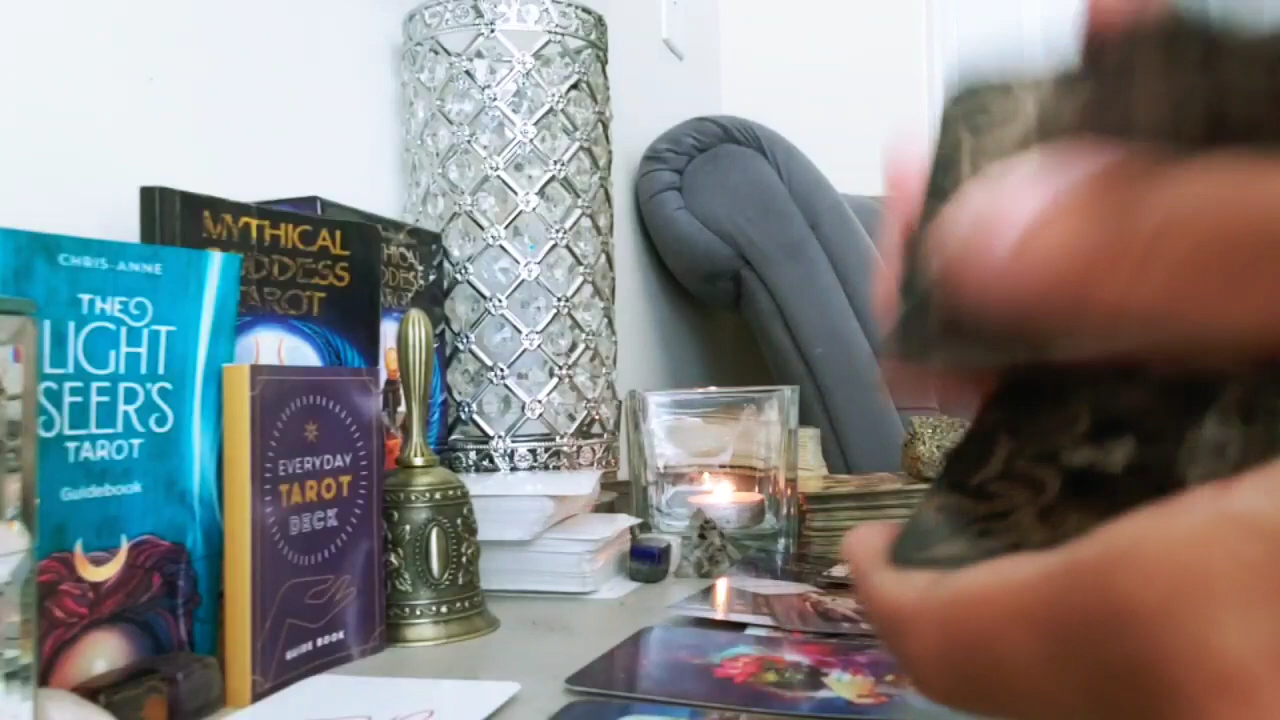 CHRIS-ANNE
THE
LIGHT
SEER'S
TAROT
Guidebook
MYTHICAL
GODDESS
TAROT
EVERYDAY
TAROT
DECK
GUIDE BOOK